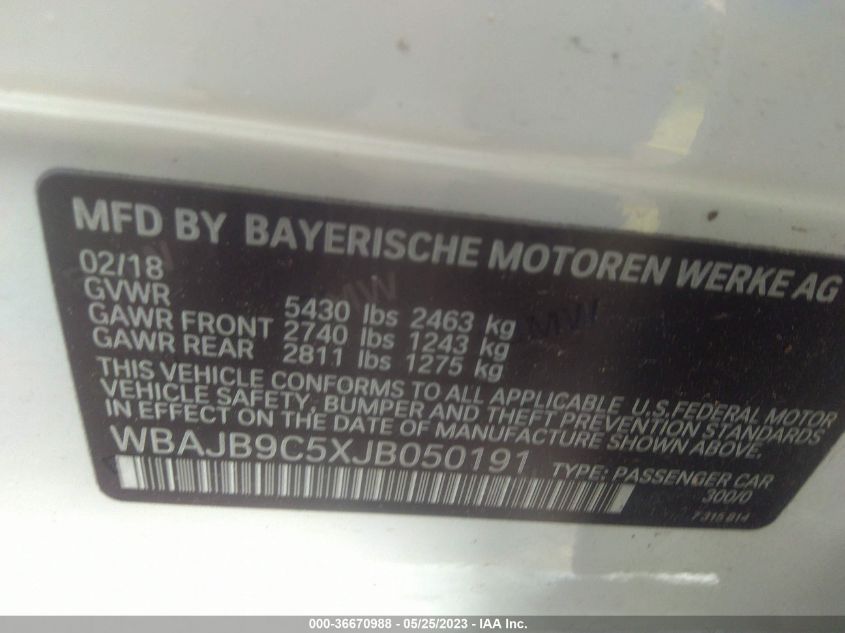 MFD BY BAYERISCHE MOTOREN WERKE AG
02/18
GVWR 5430 lbs 2463 kg
GAWR FRONT 2740 lbs 1243 kg
GAWR REAR 2811 lbs 1275 kg
THIS VEHICLE CONFORMS TO ALL APPLICABLE U.S. FEDERAL MOTOR
VEHICLE SAFETY, BUMPER AND THEFT PREVENTION STANDARDS
IN EFFECT ON THE DATE OF MANUFACTURE SHOWN ABOVE.
WBAJB9C5XJB050191 TYPE: PASSENGER CAR
300/0
7315814
BMW
000-36670988 - 05/25/2023 - IAA Inc.